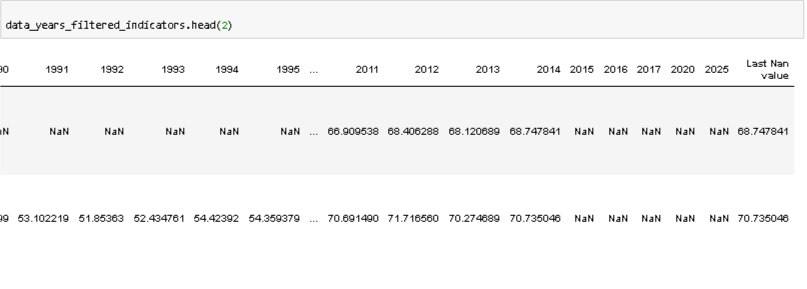 data_years_filtered_indicators.head(2)
90 1991 1992 1993 1994 1995 ... 2011 2012 2013 2014 2015 2016 2017 2020 2025 Last Nan
value
aN NaN NaN NaN NaN NaN ... 66.909538 68.406288 68.120689 68.747841 NaN NaN NaN NaN NaN 68.747841
99 53.102219 51.85363 52.434761 54.42392 54.359379 ... 70.691490 71.716560 70.274689 70.735046 NaN NaN NaN NaN NaN 70.735046